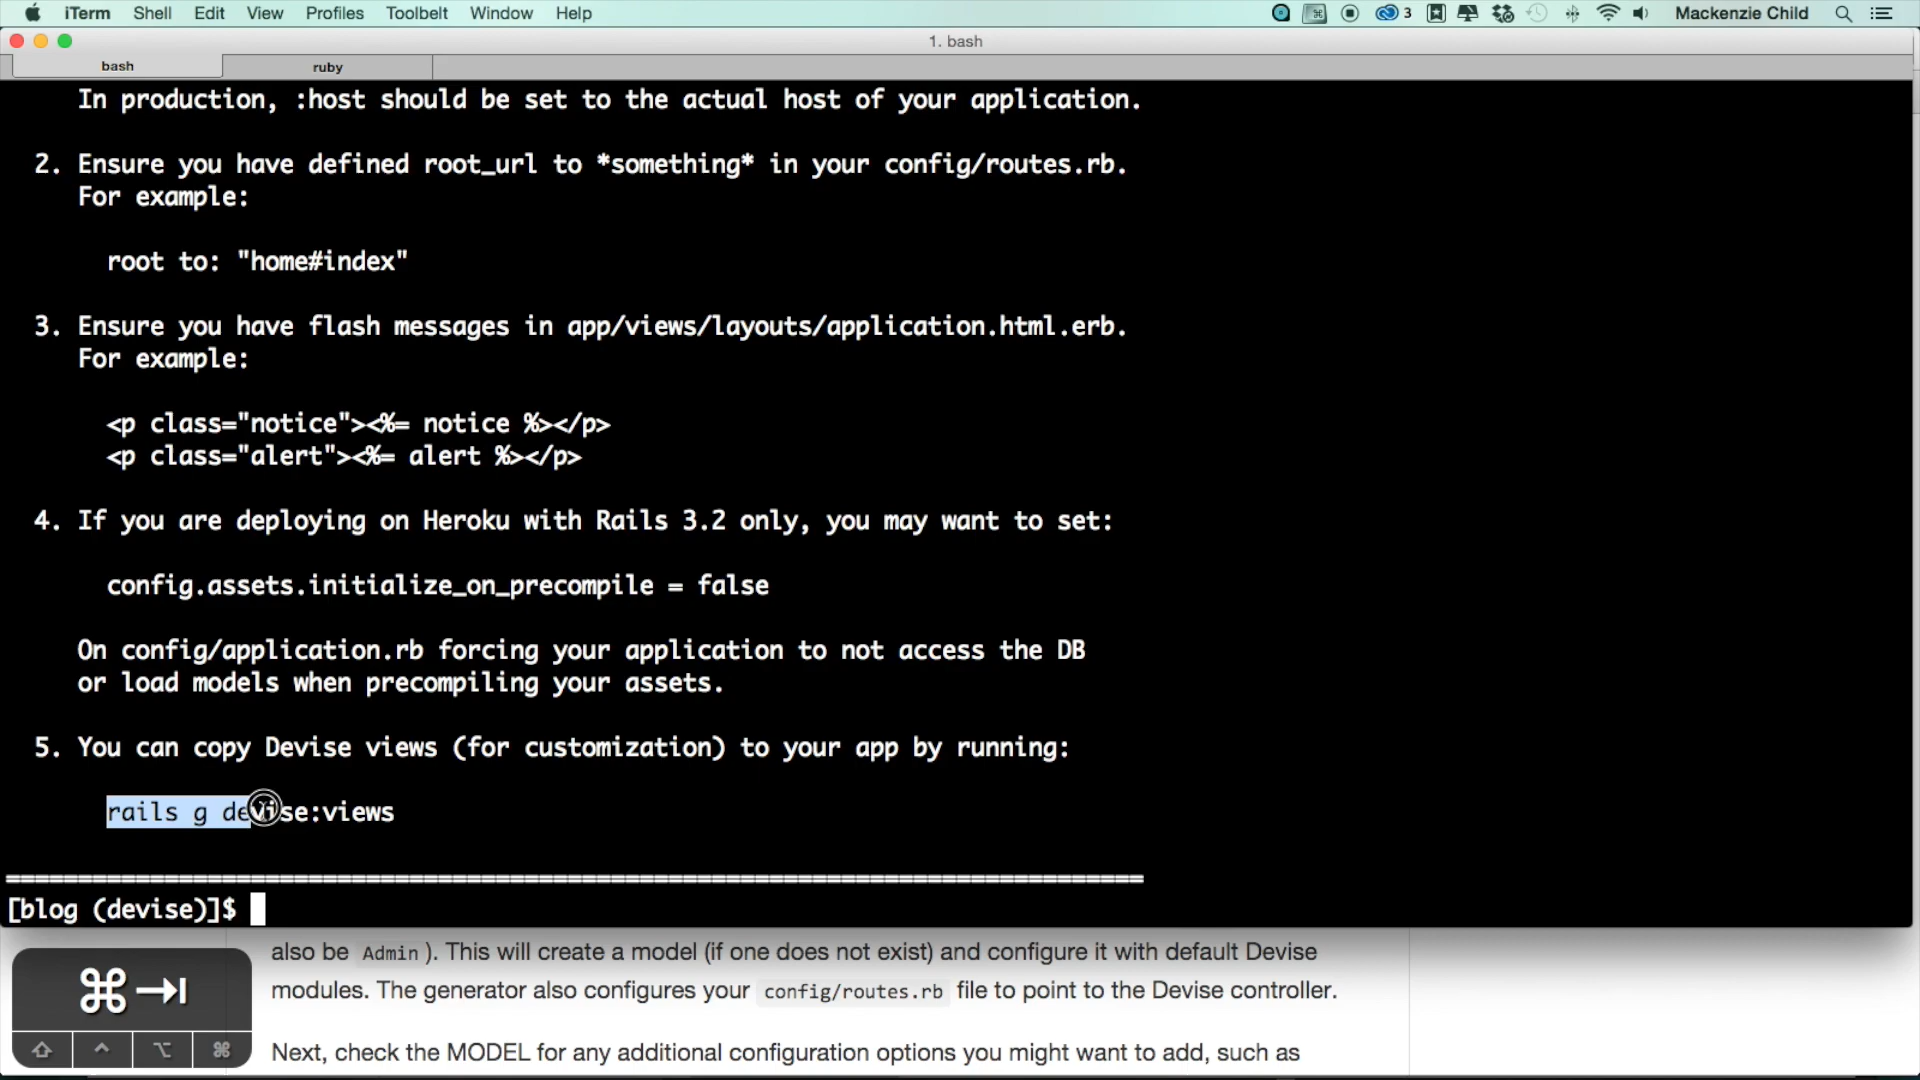 iTerm Shell Edit View Profiles Toolbelt Window Help 3 Mackenzie Child
1. bash
bash ruby
In production, :host should be set to the actual host of your application.
2. Ensure you have defined root_url to *something* in your config/routes.rb.
For example:
root to: "home#index"
3. Ensure you have flash messages in app/views/layouts/application.html.erb.
For example:
<p class="notice"><%= notice %></p>
<p class="alert"><%= alert %></p>
4. If you are deploying on Heroku with Rails 3.2 only, you may want to set:
config.assets.initialize_on_precompile = false
On config/application.rb forcing your application to not access the DB
or load models when precompiling your assets.
5. You can copy Devise views (for customization) to your app by running:
rails g devise:views
===============================================================================
[blog (devise)]$
also be Admin ). This will create a model (if one does not exist) and configure it with default Devise
modules. The generator also configures your config/routes.rb file to point to the Devise controller.
Next, check the MODEL for any additional configuration options you might want to add, such as